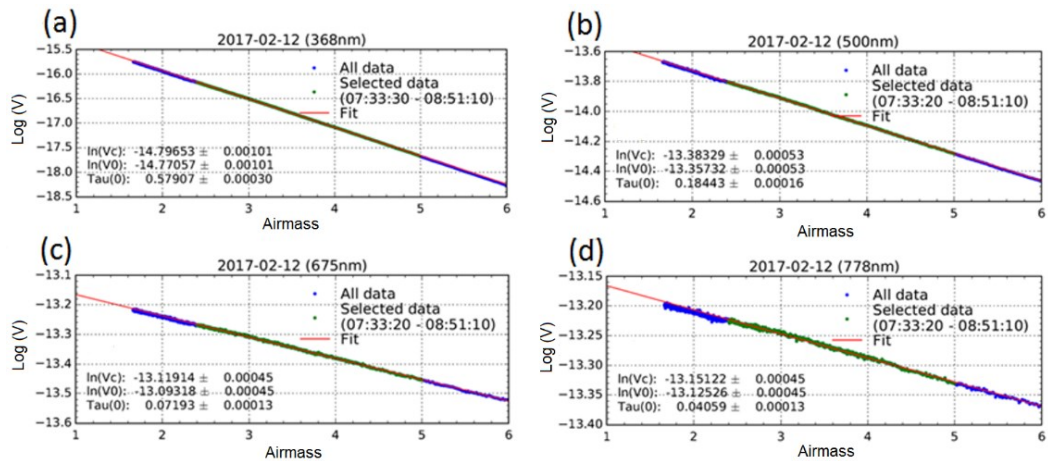 (a)
2017-02-12 (368nm)
−15.5
−16.0
−16.5
−17.0
−17.5
−18.0
−18.5
Log (V)
All data
Selected data
(07:33:30 - 08:51:10)
Fit
ln(Vc): -14.79653 ± 0.00101
ln(V0): -14.77057 ± 0.00101
Tau(0): 0.57907 ± 0.00030
1 2 3 4 5 6
Airmass
(b)
2017-02-12 (500nm)
−13.6
−13.8
−14.0
−14.2
−14.4
−14.6
Log (V)
All data
Selected data
(07:33:20 - 08:51:10)
Fit
ln(Vc): -13.38329 ± 0.00053
ln(V0): -13.35732 ± 0.00053
Tau(0): 0.18443 ± 0.00016
1 2 3 4 5 6
Airmass
(c)
2017-02-12 (675nm)
−13.1
−13.2
−13.3
−13.4
−13.5
−13.6
Log (V)
All data
Selected data
(07:33:20 - 08:51:10)
Fit
ln(Vc): -13.11914 ± 0.00045
ln(V0): -13.09318 ± 0.00045
Tau(0): 0.07193 ± 0.00013
1 2 3 4 5 6
Airmass
(d)
2017-02-12 (778nm)
−13.15
−13.20
−13.25
−13.30
−13.35
−13.40
Log (V)
All data
Selected data
(07:33:20 - 08:51:10)
Fit
ln(Vc): -13.15122 ± 0.00045
ln(V0): -13.12526 ± 0.00045
Tau(0): 0.04059 ± 0.00013
1 2 3 4 5 6
Airmass